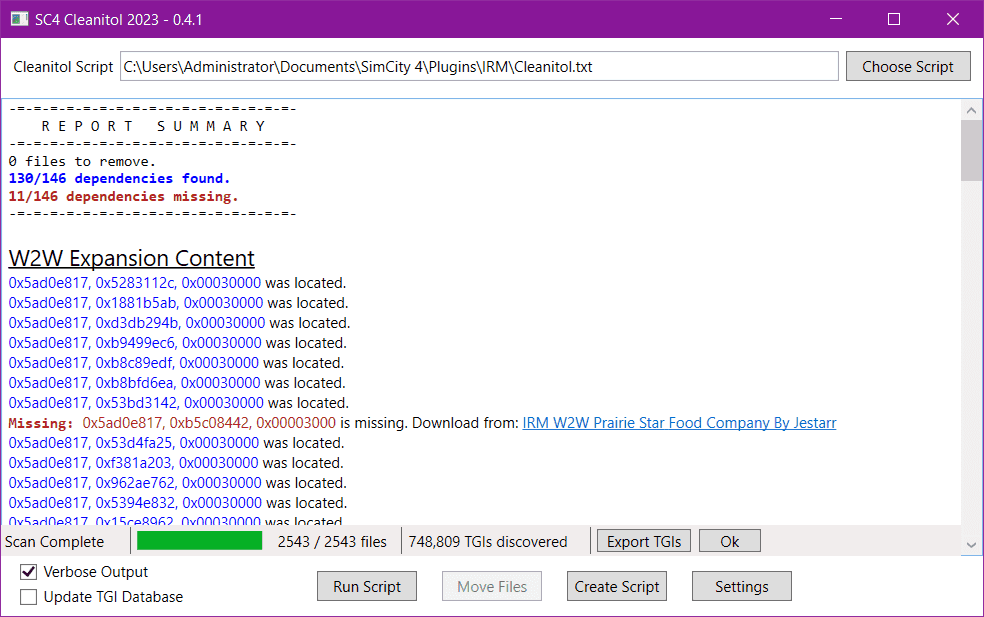 SC4 Cleanitol 2023 - 0.4.1
Cleanitol Script C:\Users\Administrator\Documents\SimCity 4\Plugins\IRM\Cleanitol.txt Choose Script
-=-=-=-=-=-=-=-=-=-=-=-=-=-=-=-=-=-
R E P O R T   S U M M A R Y
-=-=-=-=-=-=-=-=-=-=-=-=-=-=-=-=-=-
0 files to remove.
130/146 dependencies found.
11/146 dependencies missing.
-=-=-=-=-=-=-=-=-=-=-=-=-=-=-=-=-=-
W2W Expansion Content
0x5ad0e817, 0x5283112c, 0x00030000 was located.
0x5ad0e817, 0x1881b5ab, 0x00030000 was located.
0x5ad0e817, 0xd3db294b, 0x00030000 was located.
0x5ad0e817, 0xb9499ec6, 0x00030000 was located.
0x5ad0e817, 0xb8c89edf, 0x00030000 was located.
0x5ad0e817, 0xb8bfd6ea, 0x00030000 was located.
0x5ad0e817, 0x53bd3142, 0x00030000 was located.
Missing: 0x5ad0e817, 0xb5c08442, 0x00003000 is missing. Download from: IRM W2W Prairie Star Food Company By Jestarr
0x5ad0e817, 0x53d4fa25, 0x00030000 was located.
0x5ad0e817, 0xf381a203, 0x00030000 was located.
0x5ad0e817, 0x962ae762, 0x00030000 was located.
0x5ad0e817, 0x5394e832, 0x00030000 was located.
0x5ad0e817, 0x15ce8962, 0x00030000 was located.
Scan Complete 2543 / 2543 files 748,809 TGIs discovered Export TGIs Ok
Verbose Output
Update TGI Database
Run Script Move Files Create Script Settings